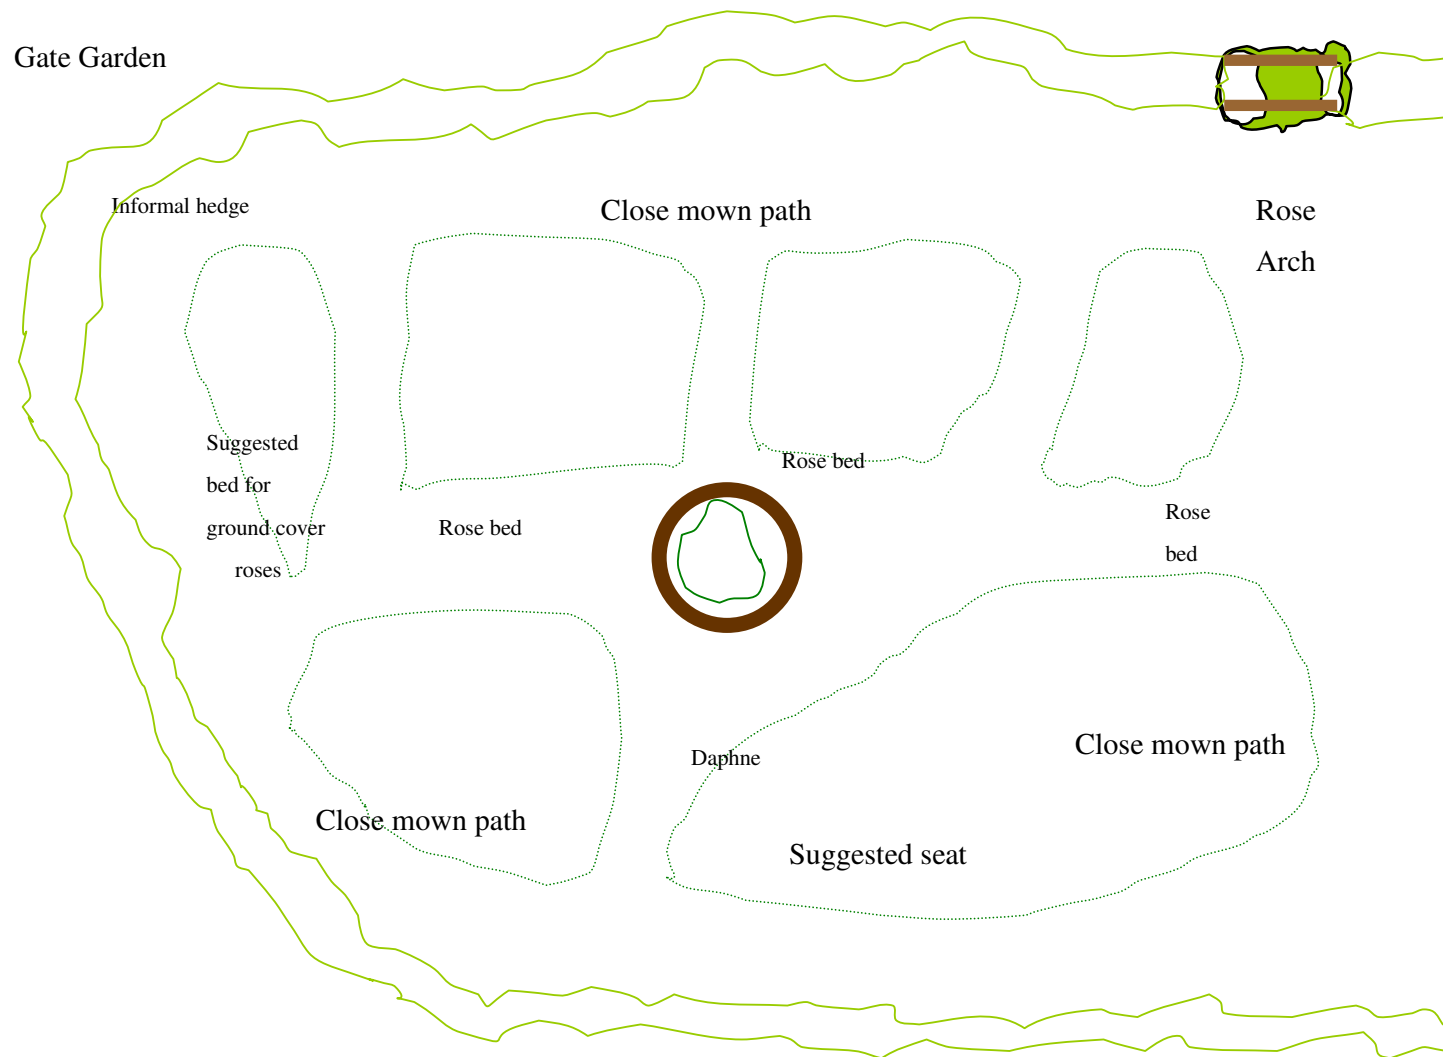 Gate Garden
Informal hedge
Close mown path
Rose
Arch
Suggested
bed for
ground cover
roses
Rose bed
Rose bed
Rose
bed
Daphne
Close mown path
Close mown path
Suggested seat